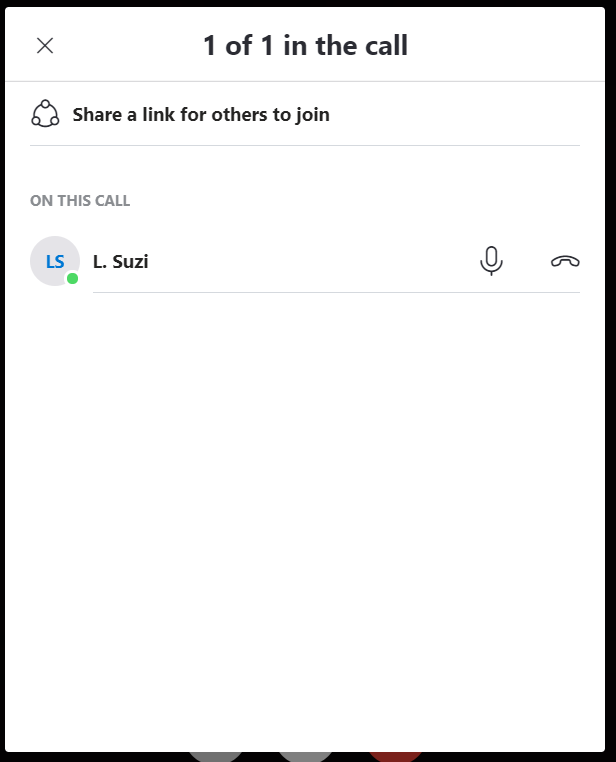 1 of 1 in the call
Share a link for others to join
ON THIS CALL
LS
L. Suzi